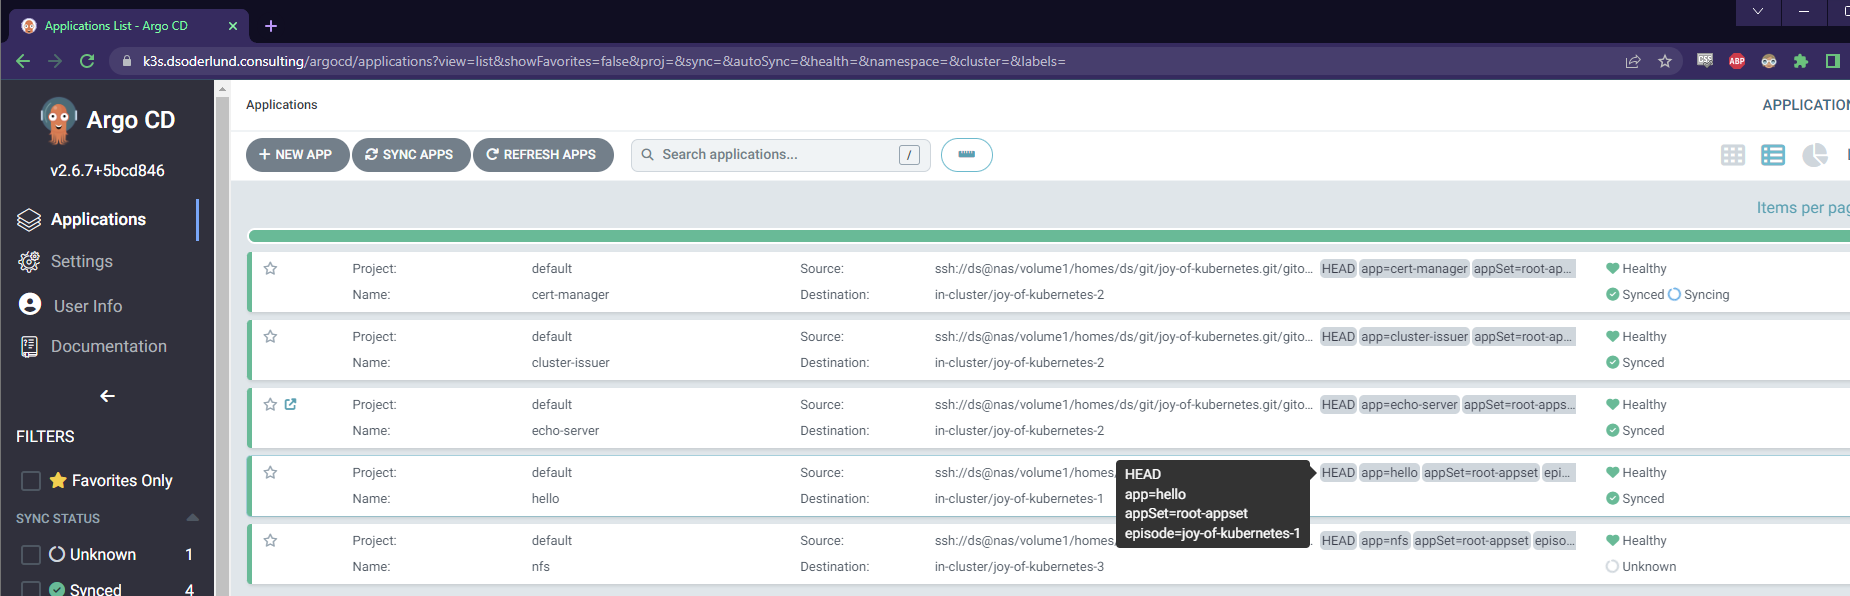 Applications List - Argo CD
k3s.dsoderlund.consulting/argocd/applications?view=list&showFavorites=false&proj=&sync=&autoSync=&health=&namespace=&cluster=&labels=
CSP
ABP
Argo CD
v2.6.7+5bcd846
Applications
Settings
User Info
Documentation
FILTERS
Favorites Only
SYNC STATUS
Unknown 1
Synced 4
Applications
APPLICATION
NEW APP SYNC APPS REFRESH APPS Search applications... /
Items per pag
Project: default Source: ssh://ds@nas/volume1/homes/ds/git/joy-of-kubernetes.git/gito... HEAD app=cert-manager appSet=root-ap... Healthy
Name: cert-manager Destination: in-cluster/joy-of-kubernetes-2 Synced Syncing
Project: default Source: ssh://ds@nas/volume1/homes/ds/git/joy-of-kubernetes.git/gito... HEAD app=cluster-issuer appSet=root-ap... Healthy
Name: cluster-issuer Destination: in-cluster/joy-of-kubernetes-2 Synced
Project: default Source: ssh://ds@nas/volume1/homes/ds/git/joy-of-kubernetes.git/gito... HEAD app=echo-server appSet=root-apps... Healthy
Name: echo-server Destination: in-cluster/joy-of-kubernetes-2 Synced
Project: default Source: ssh://ds@nas/volume1/homes/ HEAD app=hello appSet=root-appset epi... Healthy
Name: hello Destination: in-cluster/joy-of-kubernetes-1 Synced
HEAD
app=hello
appSet=root-appset
episode=joy-of-kubernetes-1
Project: default Source: ssh://ds@nas/volume1/homes/ HEAD app=nfs appSet=root-appset episo... Healthy
Name: nfs Destination: in-cluster/joy-of-kubernetes-3 Unknown